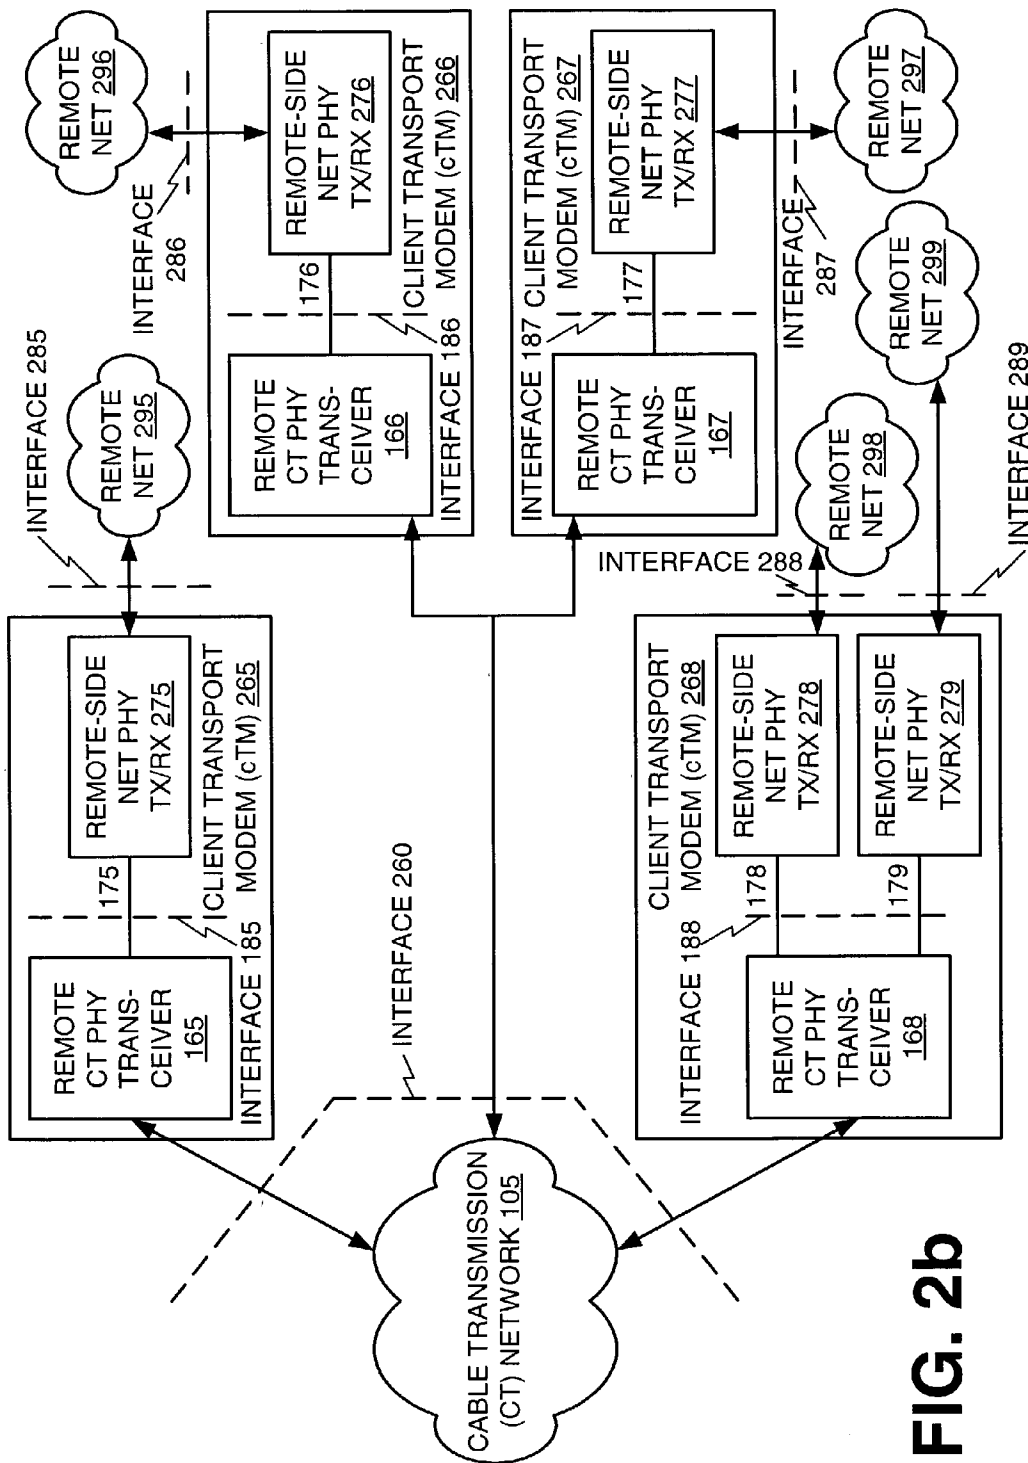 INTERFACE 285
REMOTE
NET 295
REMOTE-SIDE
NET PHY
TX/RX 275
CLIENT TRANSPORT
MODEM (cTM) 265
175
INTERFACE 185
REMOTE
CT PHY
TRANS-
CEIVER
165
REMOTE
NET 296
INTERFACE
286
REMOTE-SIDE
NET PHY
TX/RX 276
CLIENT TRANSPORT
MODEM (cTM) 266
176
INTERFACE 186
REMOTE
CT PHY
TRANS-
CEIVER
166
INTERFACE 187
CLIENT TRANSPORT
MODEM (cTM) 267
REMOTE-SIDE
NET PHY
TX/RX 277
177
REMOTE
CT PHY
TRANS-
CEIVER
167
INTERFACE
287
REMOTE
NET 297
INTERFACE 260
CABLE TRANSMISSION
(CT) NETWORK 105
INTERFACE 288
REMOTE
NET 298
REMOTE
NET 299
INTERFACE 289
CLIENT TRANSPORT
MODEM (cTM) 268
REMOTE-SIDE
NET PHY
TX/RX 278
REMOTE-SIDE
NET PHY
TX/RX 279
178
179
INTERFACE 188
REMOTE
CT PHY
TRANS-
CEIVER
168
FIG. 2b